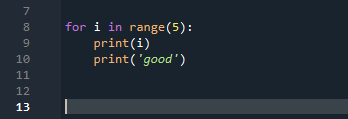 7
8 for i in range(5):
9     print(i)
10     print('good')
11
12
13